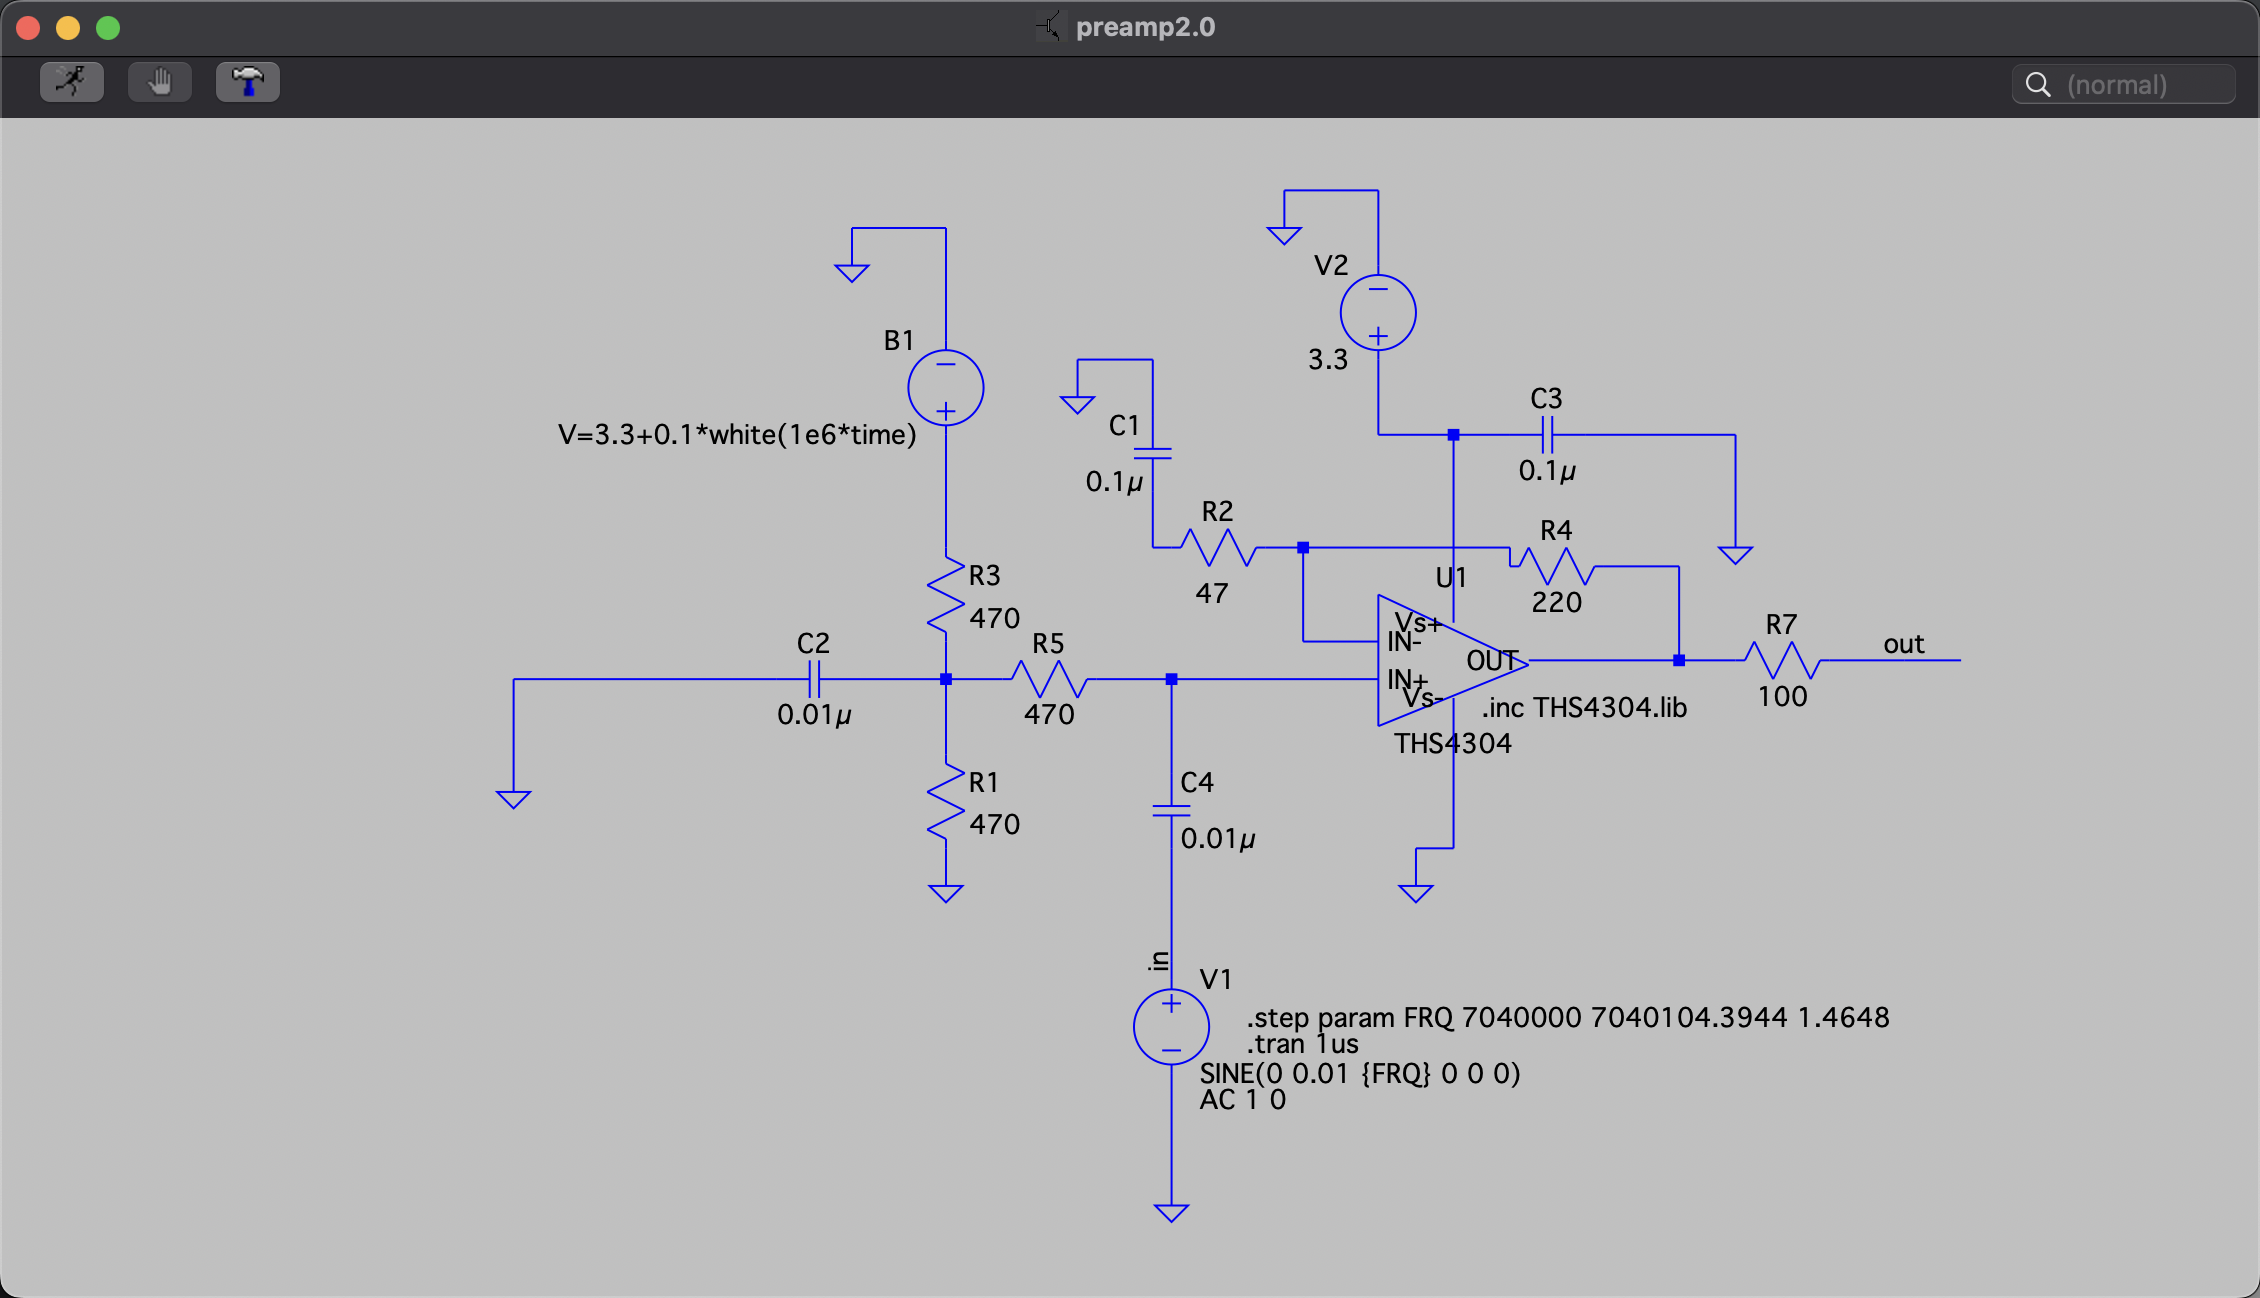 preamp2.0
(normal)
V2
3.3
B1
V=3.3+0.1*white(1e6*time)
C1
0.1µ
C3
0.1µ
R2
47
R4
220
U1
R3
470
Vs+
IN-
OUT
IN+
Vs-
THS4304
.inc THS4304.lib
R7
100
out
C2
0.01µ
R5
470
R1
470
C4
0.01µ
in
V1
.step param FRQ 7040000 7040104.3944 1.4648
.tran 1us
SINE(0 0.01 {FRQ} 0 0 0)
AC 1 0